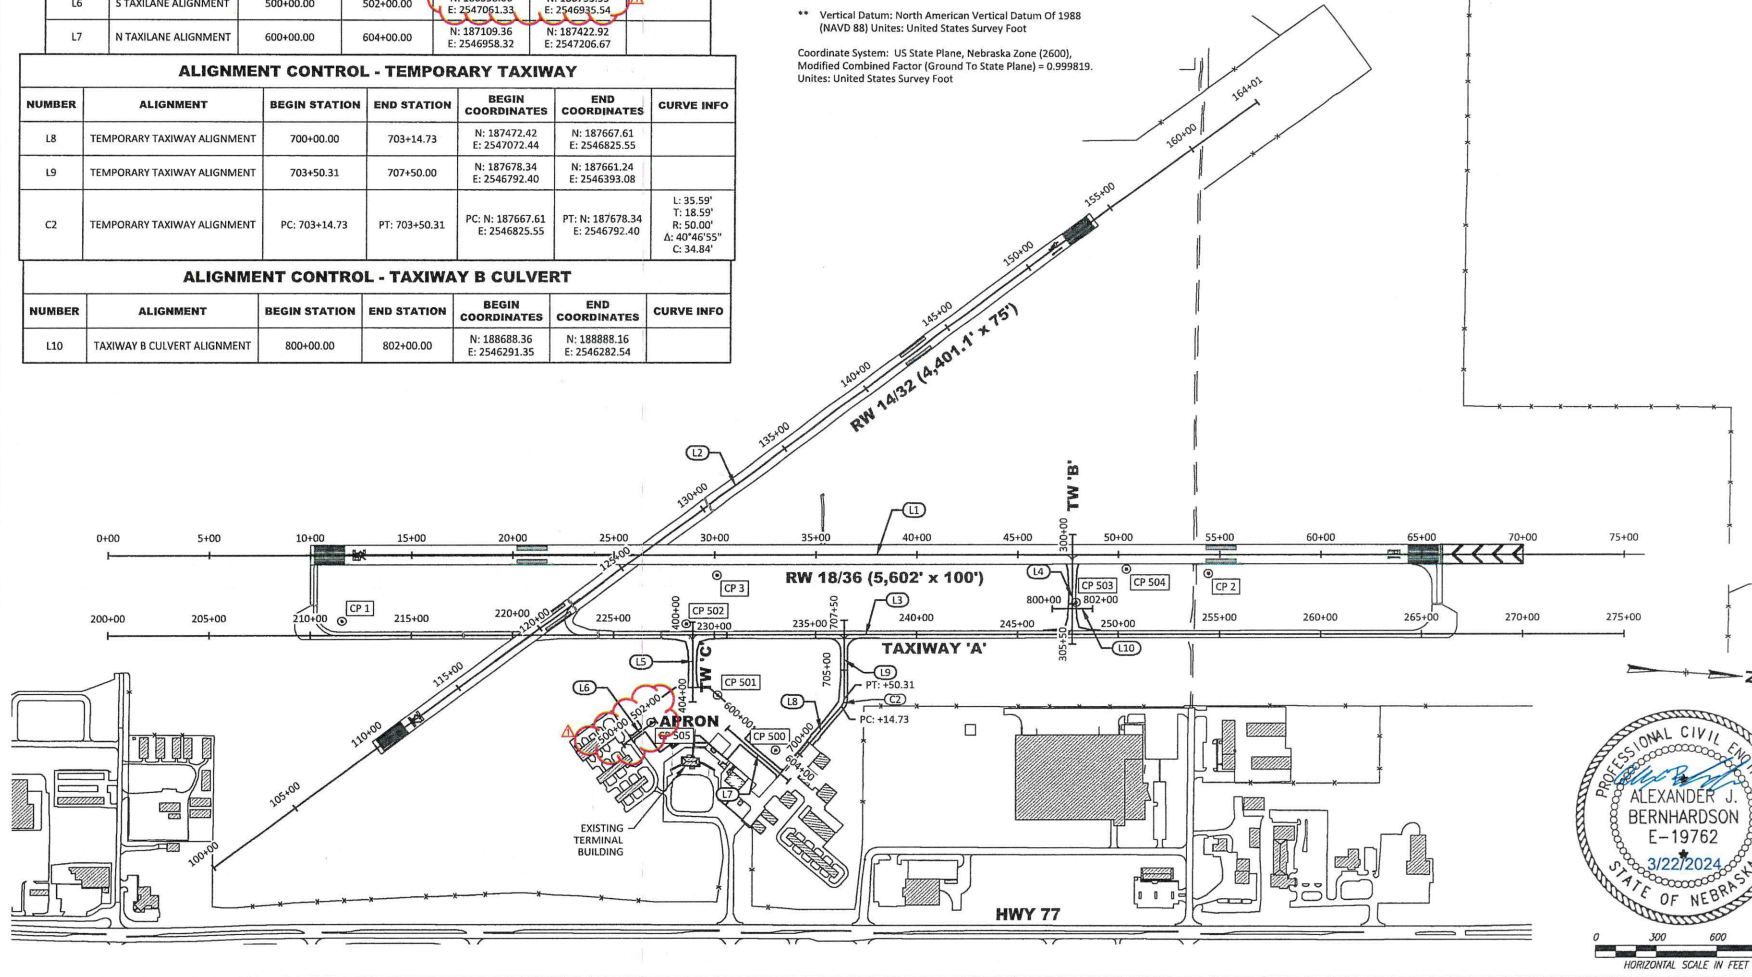 L6 S TAXILANE ALIGNMENT 500+00.00 502+00.00
E: 2547061.33 E: 2546935.54
L7 N TAXILANE ALIGNMENT 600+00.00 604+00.00 N: 187109.36 N: 187422.92
E: 2546958.32 E: 2547206.67
ALIGNMENT CONTROL - TEMPORARY TAXIWAY
NUMBER ALIGNMENT BEGIN STATION END STATION BEGIN COORDINATES END COORDINATES CURVE INFO
L8 TEMPORARY TAXIWAY ALIGNMENT 700+00.00 703+14.73 N: 187472.42 N: 187667.61
E: 2547072.44 E: 2546825.55
L9 TEMPORARY TAXIWAY ALIGNMENT 703+50.31 707+50.00 N: 187678.34 N: 187661.24
E: 2546792.40 E: 2546393.08
C2 TEMPORARY TAXIWAY ALIGNMENT PC: 703+14.73 PT: 703+50.31 PC: N: 187667.61 PT: N: 187678.34
E: 2546825.55 E: 2546792.40
L: 35.59'
T: 18.59'
R: 50.00'
Δ: 40°46'55"
C: 34.84'
ALIGNMENT CONTROL - TAXIWAY B CULVERT
NUMBER ALIGNMENT BEGIN STATION END STATION BEGIN COORDINATES END COORDINATES CURVE INFO
L10 TAXIWAY B CULVERT ALIGNMENT 800+00.00 802+00.00 N: 188688.36 N: 188888.16
E: 2546291.35 E: 2546282.54
** Vertical Datum: North American Vertical Datum Of 1988
(NAVD 88) Unites: United States Survey Foot
Coordinate System: US State Plane, Nebraska Zone (2600),
Modified Combined Factor (Ground To State Plane) = 0.999819.
Unites: United States Survey Foot
164+01
160+00
155+00
150+00
145+00
140+00
135+00
130+00
125+00
120+00
115+00
110+00
105+00
100+00
RW 14/32 (4,401.1' x 75')
L2
L1
TW 'B'
300+00
0+00 5+00 10+00 15+00 20+00 25+00 30+00 35+00 40+00 45+00 50+00 55+00 60+00 65+00 70+00 75+00
RW 18/36 (5,602' x 100')
CP 3
L4
CP 503
CP 504
CP 2
CP 1
CP 502
400+00
707+50
L3
800+00 802+00
200+00 205+00 210+00 215+00 220+00 225+00 230+00 235+00 240+00 245+00 250+00 255+00 260+00 265+00 270+00 275+00
305+50
L10
TAXIWAY 'A'
TW 'C'
L5
404+00
705+00
L9
PT: +50.31
C2
PC: +14.73
L8
L6
CP 501
600+00
500+00 502+00
APRON
CP 505
CP 500
700+00
604+00
L7
EXISTING
TERMINAL
BUILDING
HWY 77
PROFESSIONAL CIVIL
ALEXANDER J.
BERNHARDSON
E-19762
3/22/2024
STATE OF NEBRASKA
0 300 600
HORIZONTAL SCALE IN FEET